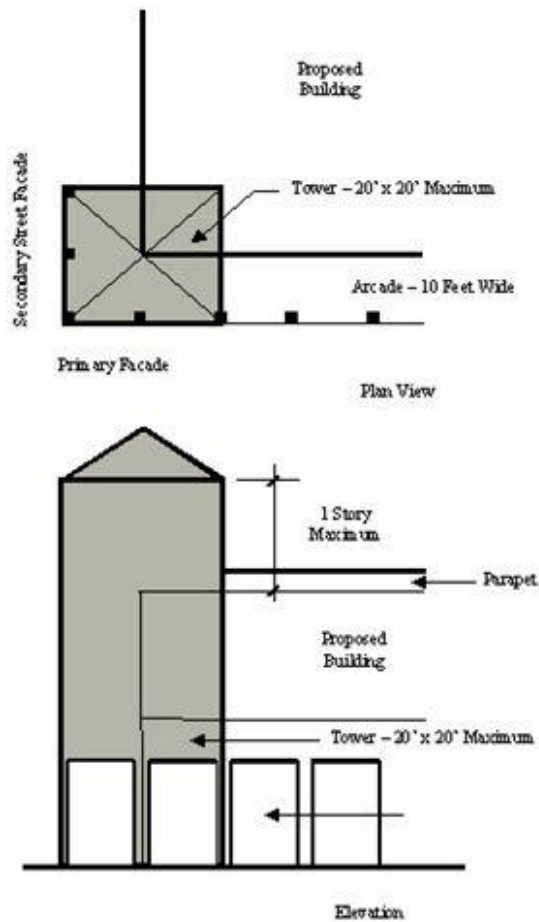 Proposed
Building
Tower – 20’ x 20’ Maximum
Secondary Street Facade
Arcade – 10 Feet Wide
Primary Facade
Plan View
1 Story
Maximum
Parapet
Proposed
Building
Tower – 20’ x 20’ Maximum
Elevation